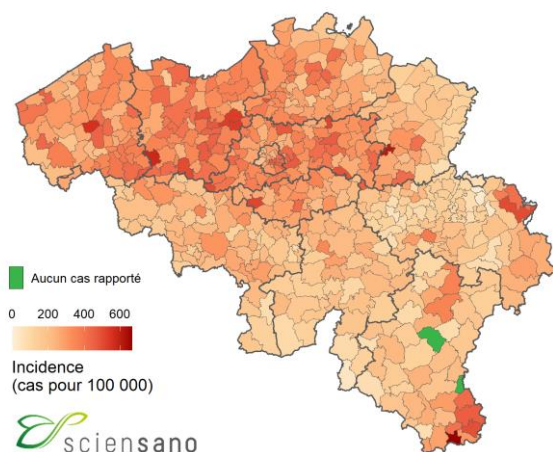 Aucun cas rapporté
0 200 400 600
Incidence
(cas pour 100 000)
sciensano